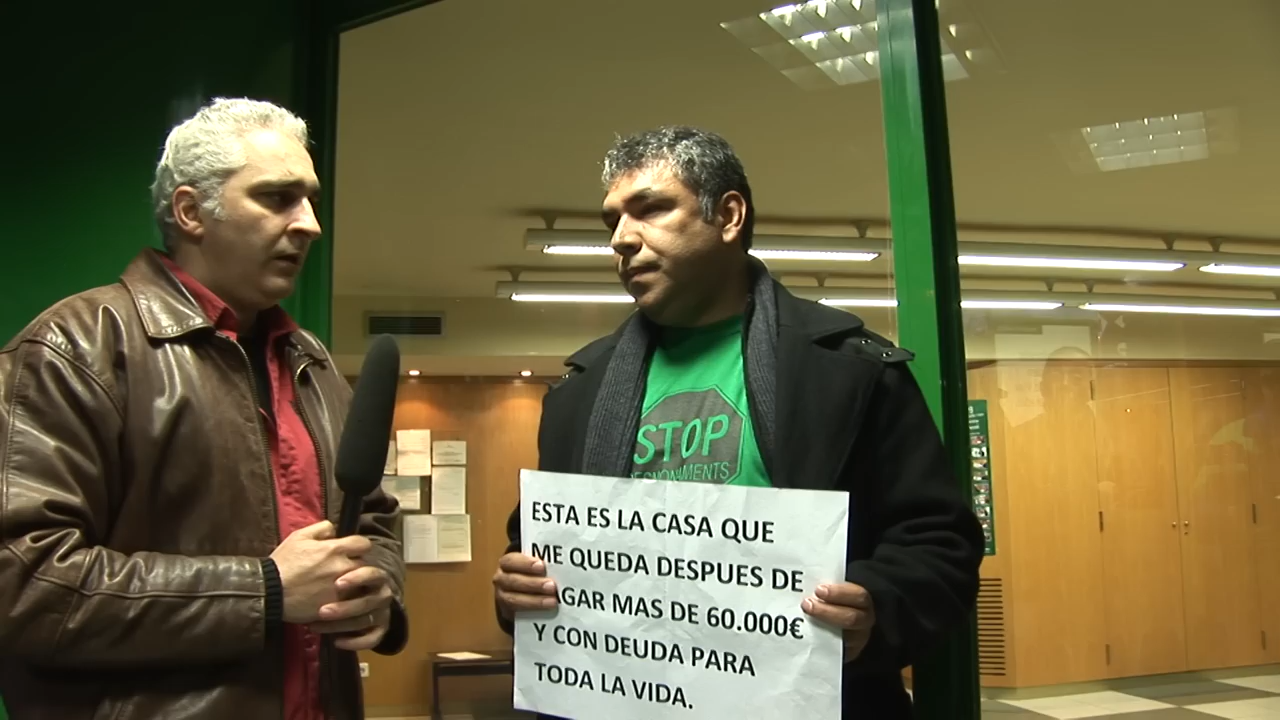 STOP
ESTA ES LA CASA QUE
ME QUEDA DESPUES DE
PAGAR MAS DE 60.000€
Y CON DEUDA PARA
TODA LA VIDA.